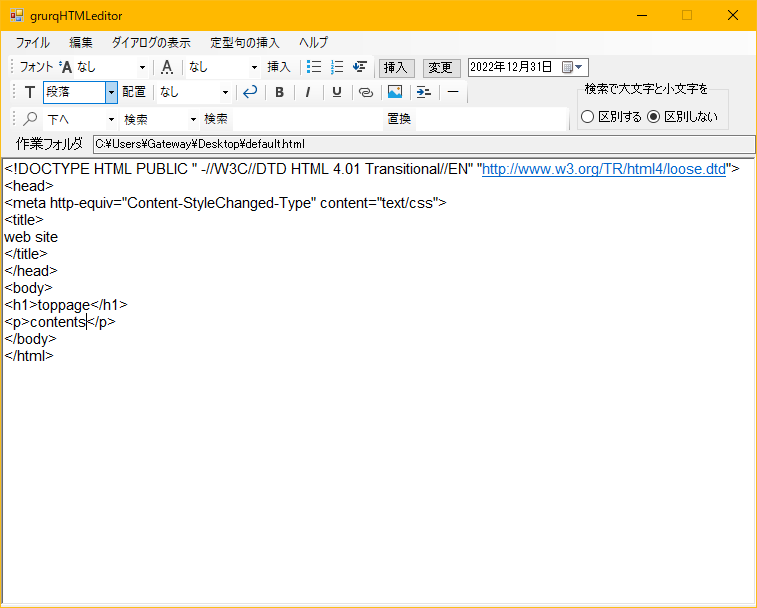 grurqHTMLeditor
ファイル 編集 ダイアログの表示 定型句の挿入 ヘルプ
フォント A なし A なし 挿入 挿入 変更 2022年12月31日
T 段落 配置 なし B I U
検索で大文字と小文字を
区別する 区別しない
下へ 検索 検索 置換
作業フォルダ C:¥Users¥Gateway¥Desktop¥default.html
<!DOCTYPE HTML PUBLIC " -//W3C//DTD HTML 4.01 Transitional//EN" "http://www.w3.org/TR/html4/loose.dtd">
<head>
<meta http-equiv="Content-StyleChanged-Type" content="text/css">
<title>
web site
</title>
</head>
<body>
<h1>toppage</h1>
<p>contents</p>
</body>
</html>